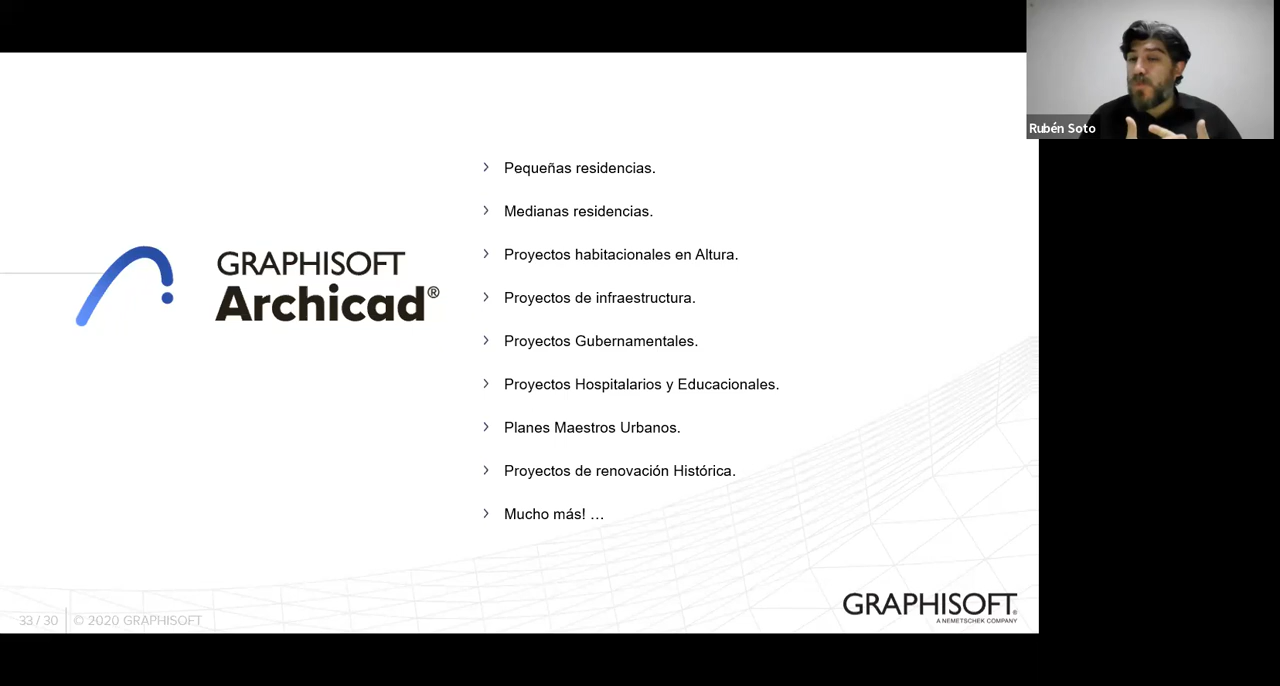 Rubén Soto
GRAPHISOFT
Archicad®
Pequeñas residencias.
Medianas residencias.
Proyectos habitacionales en Altura.
Proyectos de infraestructura.
Proyectos Gubernamentales.
Proyectos Hospitalarios y Educacionales.
Planes Maestros Urbanos.
Proyectos de renovación Histórica.
Mucho más! …
33 / 30 © 2020 GRAPHISOFT
GRAPHISOFT®
A NEMETSCHEK COMPANY